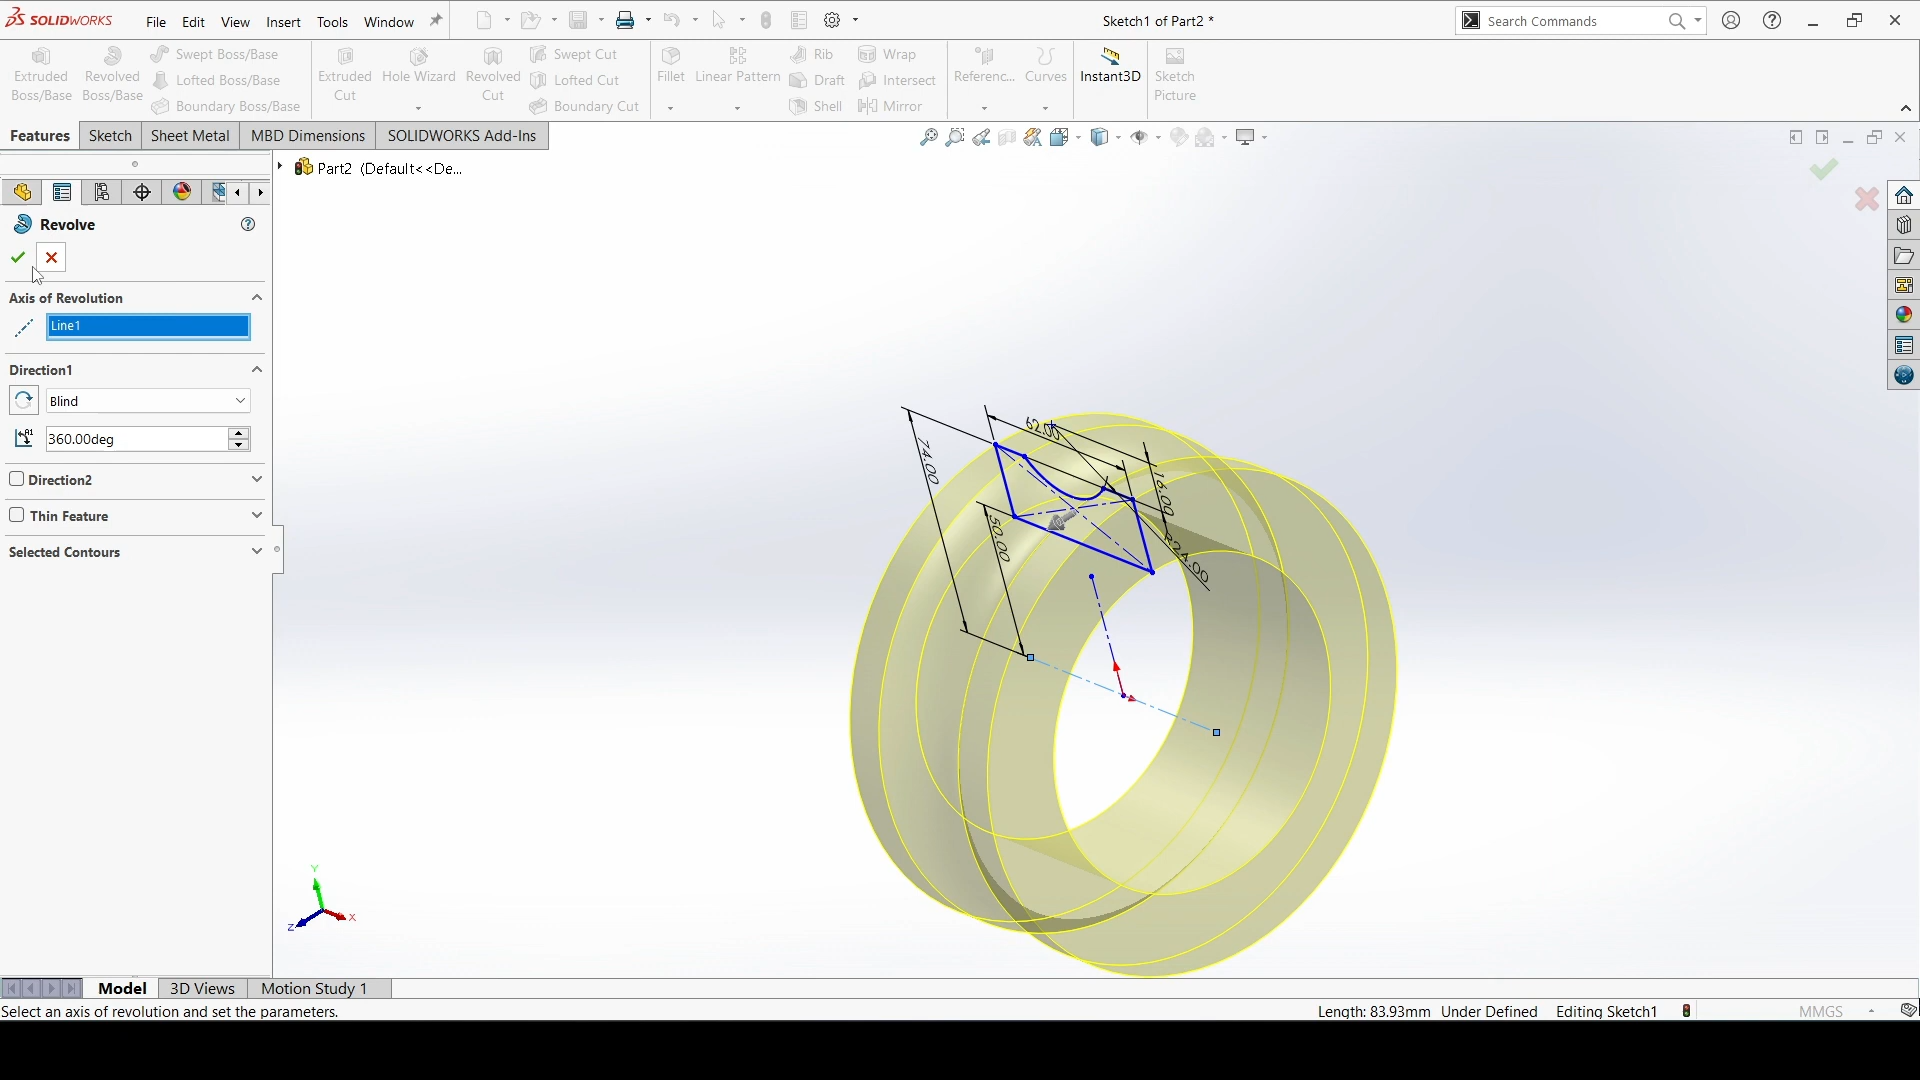 SOLIDWORKS File Edit View Insert Tools Window Sketch1 of Part2 * Search Commands
Extruded Boss/Base
Revolved Boss/Base
Swept Boss/Base
Lofted Boss/Base
Boundary Boss/Base
Extruded Cut
Hole Wizard
Revolved Cut
Swept Cut
Lofted Cut
Boundary Cut
Fillet
Linear Pattern
Rib
Draft
Shell
Wrap
Intersect
Mirror
Referenc...
Curves
Instant3D
Sketch Picture
Features Sketch Sheet Metal MBD Dimensions SOLIDWORKS Add-Ins
Part2 (Default<<De...
Revolve
Axis of Revolution
Line1
Direction1
Blind
A1
360.00deg
Direction2
Thin Feature
Selected Contours
62.00
74.00
16.00
50.00
R24.00
Y
X
Z
Model 3D Views Motion Study 1
Select an axis of revolution and set the parameters. Length: 83.93mm Under Defined Editing Sketch1 MMGS